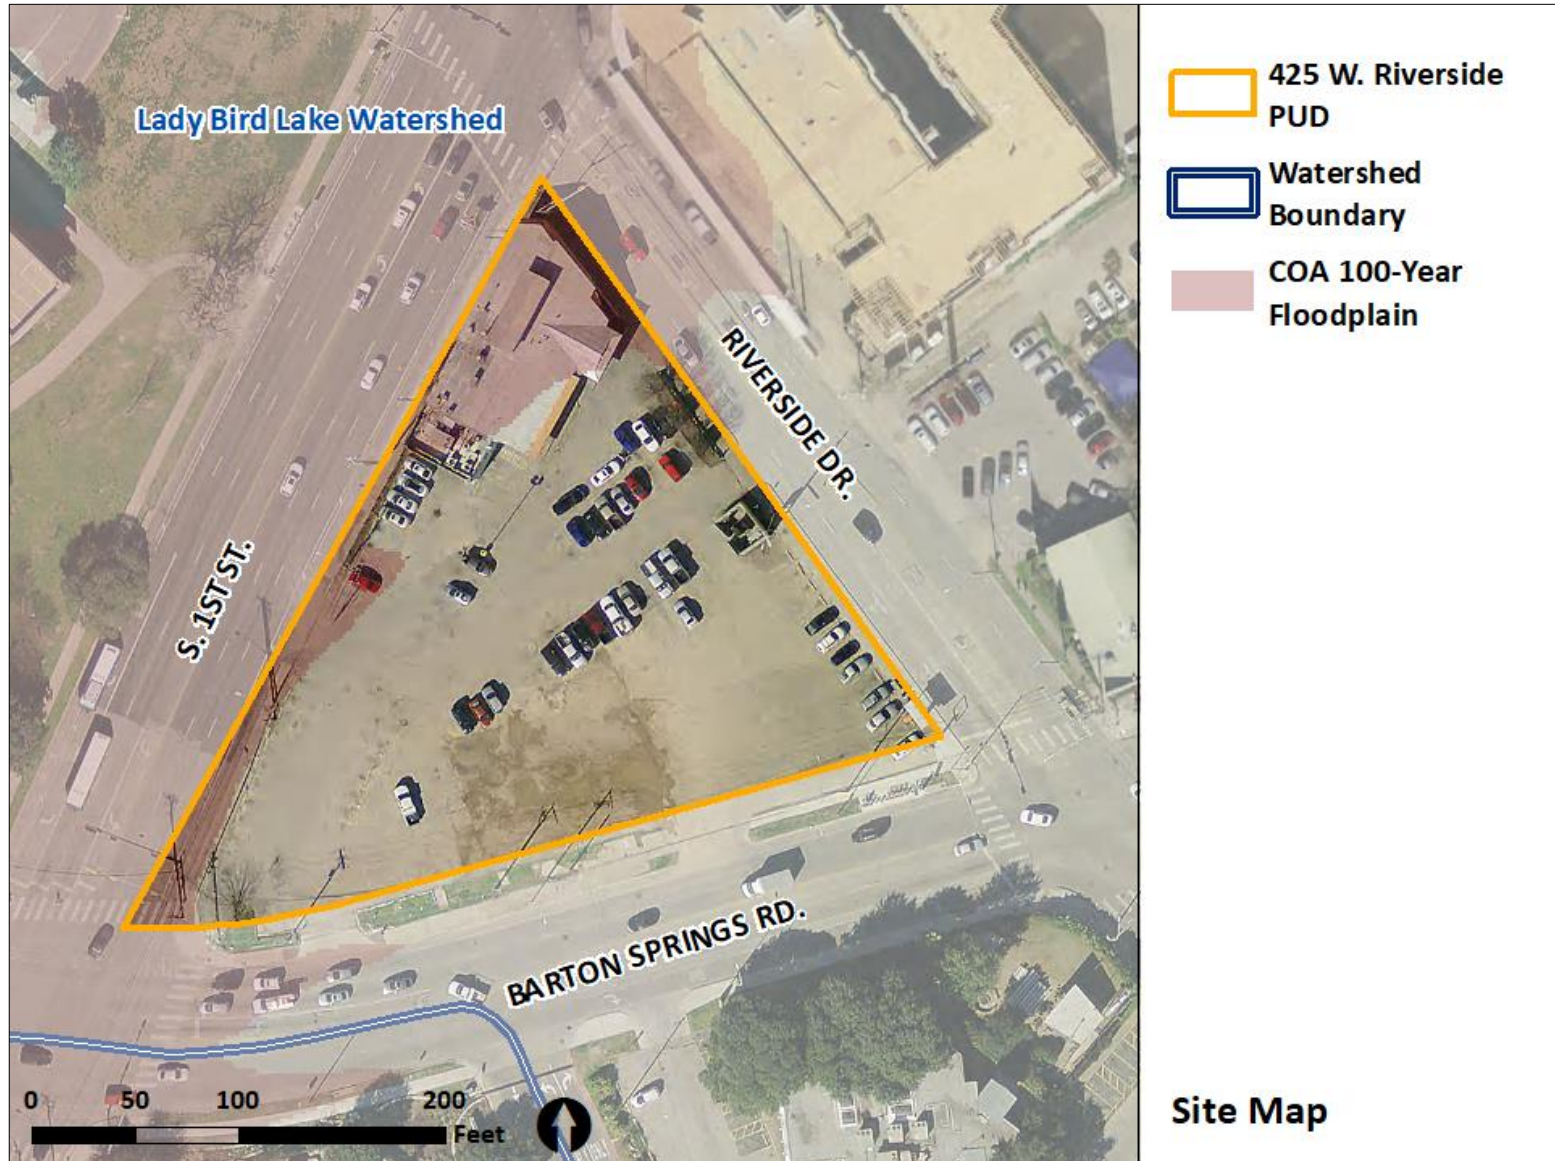 Lady Bird Lake Watershed
RIVERSIDE DR.
S. 1ST ST.
BARTON SPRINGS RD.
0 50 100 200
Feet
425 W. Riverside
PUD
Watershed
Boundary
COA 100-Year
Floodplain
Site Map